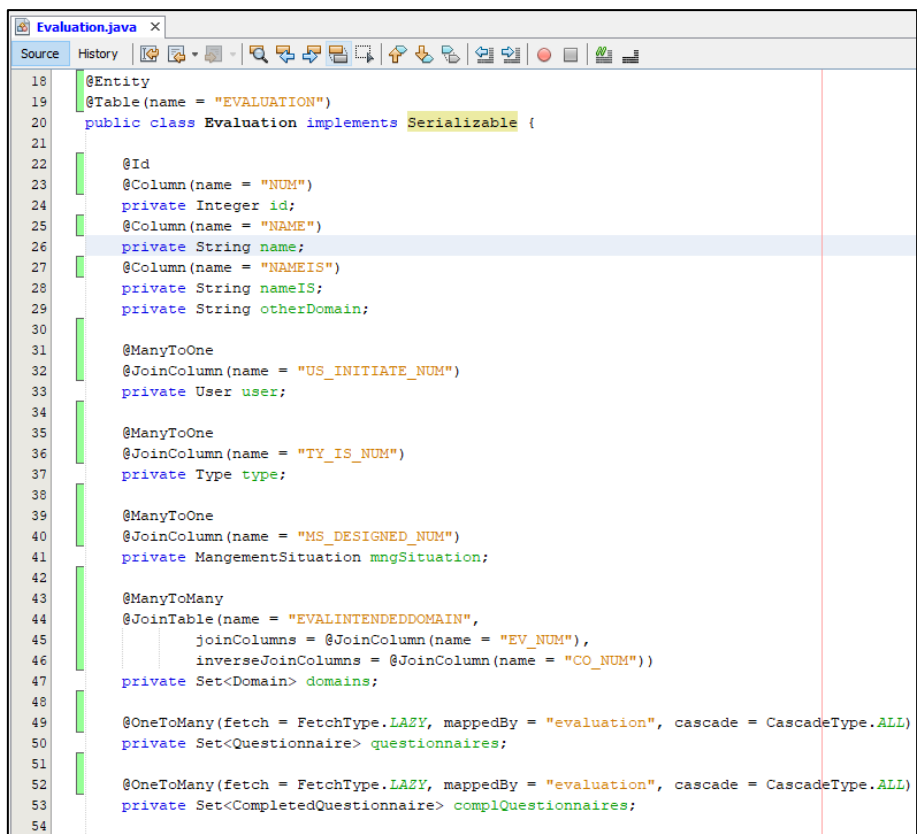 Evaluation.java ×
Source History
18 @Entity
19 @Table(name = "EVALUATION")
20 public class Evaluation implements Serializable {
21
22 @Id
23 @Column(name = "NUM")
24 private Integer id;
25 @Column(name = "NAME")
26 private String name;
27 @Column(name = "NAMEIS")
28 private String nameIS;
29 private String otherDomain;
30
31 @ManyToOne
32 @JoinColumn(name = "US_INITIATE_NUM")
33 private User user;
34
35 @ManyToOne
36 @JoinColumn(name = "TY_IS_NUM")
37 private Type type;
38
39 @ManyToOne
40 @JoinColumn(name = "MS_DESIGNED_NUM")
41 private MangementSituation mngSituation;
42
43 @ManyToMany
44 @JoinTable(name = "EVALINTENDEDDOMAIN",
45 joinColumns = @JoinColumn(name = "EV_NUM"),
46 inverseJoinColumns = @JoinColumn(name = "CO_NUM"))
47 private Set<Domain> domains;
48
49 @OneToMany(fetch = FetchType.LAZY, mappedBy = "evaluation", cascade = CascadeType.ALL)
50 private Set<Questionnaire> questionnaires;
51
52 @OneToMany(fetch = FetchType.LAZY, mappedBy = "evaluation", cascade = CascadeType.ALL)
53 private Set<CompletedQuestionnaire> complQuestionnaires;
54